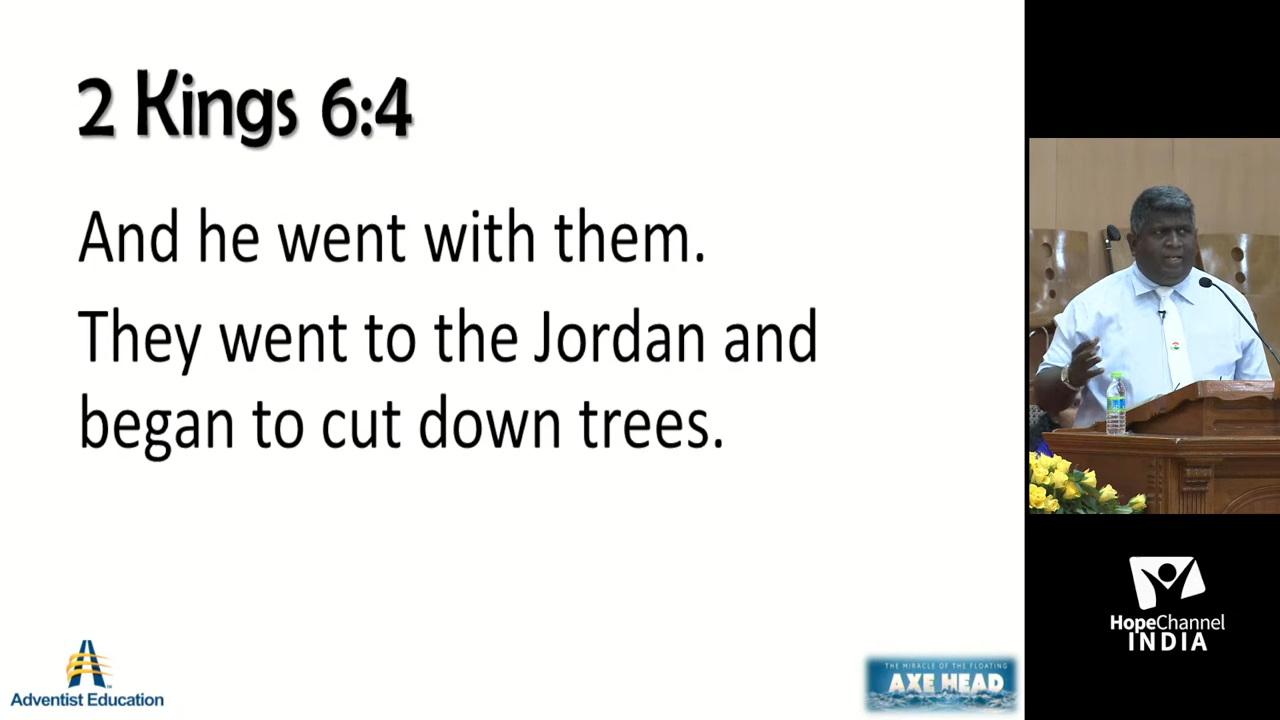 2 Kings 6:4
And he went with them.
They went to the Jordan and
began to cut down trees.
Adventist Education
THE MIRACLE OF THE FLOATING
AXE HEAD
HopeChannel
INDIA